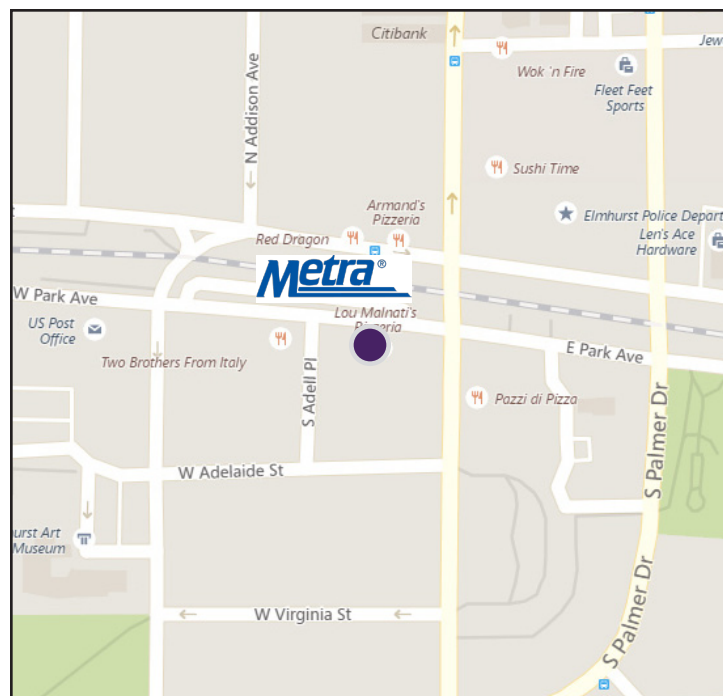 Citibank
Jew
Wok 'n Fire
Fleet Feet
Sports
N Addison Ave
Sushi Time
Armand's
Pizzeria
Elmhurst Police Depart
Len's Ace
Hardware
Red Dragon
Metra®
W Park Ave
US Post
Office
Lou Malnati's
Two Brothers From Italy
S Adell Pl
E Park Ave
Pazzi di Pizza
S Palmer Dr
W Adelaide St
urst Art
Museum
W Virginia St
S Palmer Dr